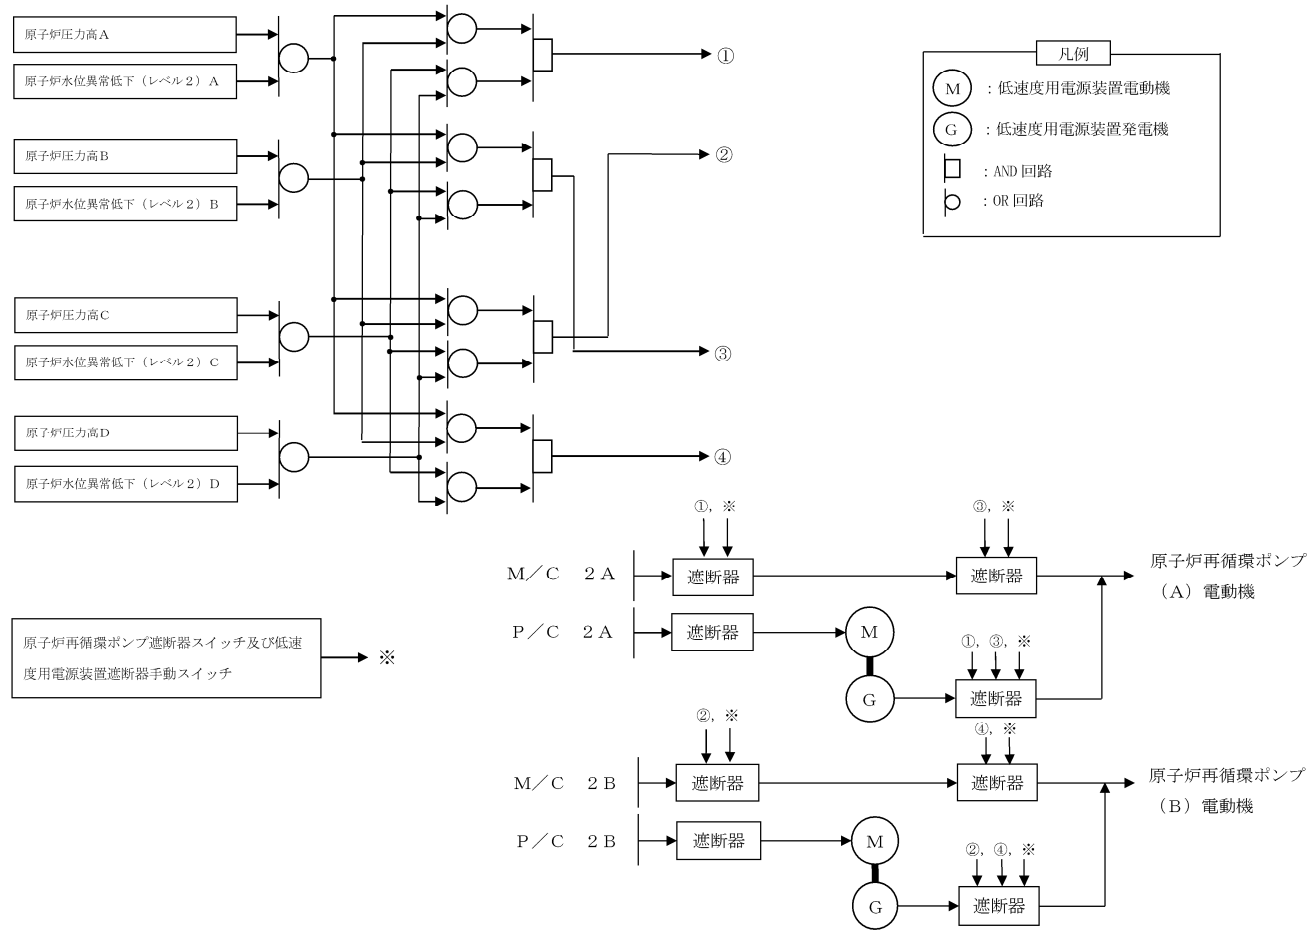 原子炉圧力高A
原子炉水位異常低下（レベル２）A
原子炉圧力高B
原子炉水位異常低下（レベル２）B
原子炉圧力高C
原子炉水位異常低下（レベル２）C
原子炉圧力高D
原子炉水位異常低下（レベル２）D
①
②
③
④
凡例
M
：低速度用電源装置電動機
G
：低速度用電源装置発電機
：AND 回路
：OR 回路
原子炉再循環ポンプ遮断器スイッチ及び低速
度用電源装置遮断器手動スイッチ
※
①，※
③，※
M／C　２A
遮断器
遮断器
原子炉再循環ポンプ
（A）電動機
P／C　２A
遮断器
M
①，③，※
G
遮断器
②，※
④，※
M／C　２B
遮断器
遮断器
原子炉再循環ポンプ
（B）電動機
P／C　２B
遮断器
M
②，④，※
G
遮断器